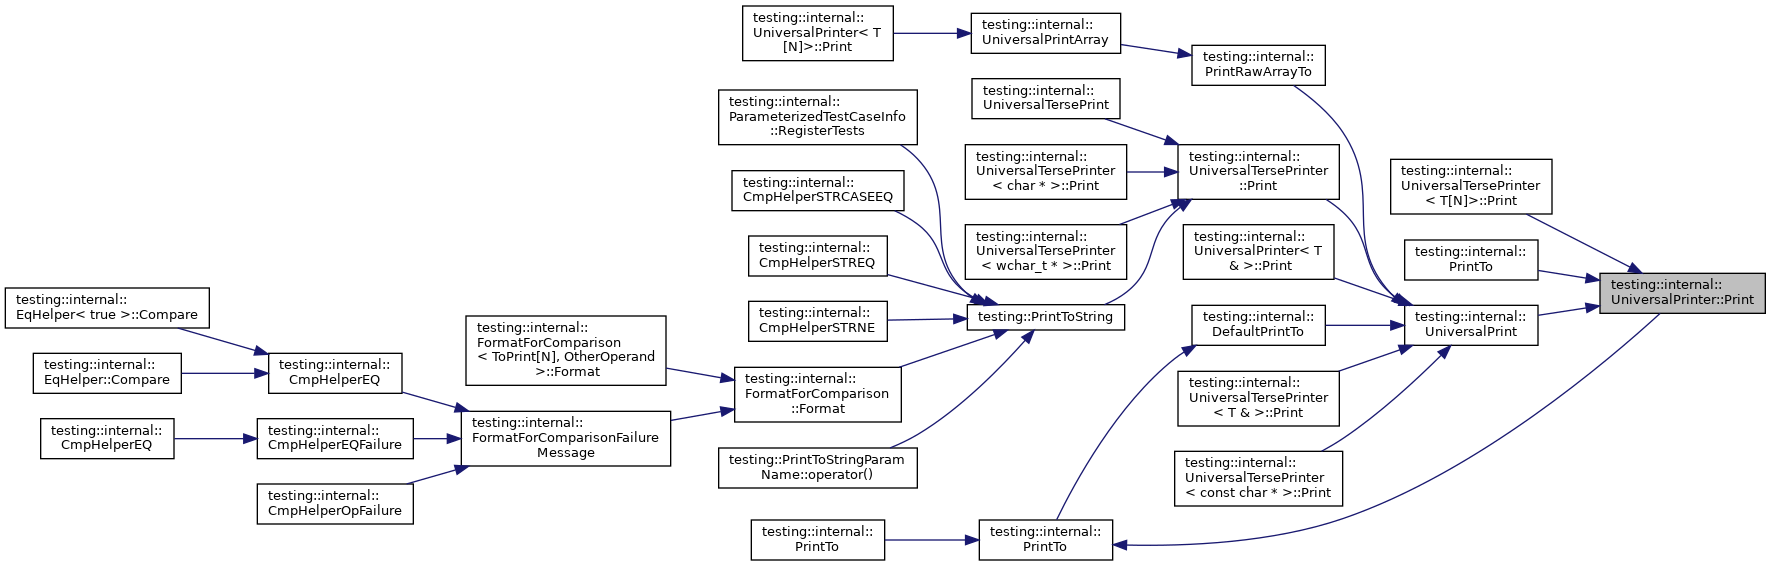 testing::internal::
UniversalPrinter< T
[N]>::Print
testing::internal::
UniversalPrintArray
testing::internal::
PrintRawArrayTo
testing::internal::
UniversalTersePrint
testing::internal::
ParameterizedTestCaseInfo
::RegisterTests
testing::internal::
UniversalTersePrinter
< char * >::Print
testing::internal::
UniversalTersePrinter
::Print
testing::internal::
UniversalTersePrinter
< T[N]>::Print
testing::internal::
CmpHelperSTRCASEEQ
testing::internal::
CmpHelperSTREQ
testing::internal::
UniversalTersePrinter
< wchar_t * >::Print
testing::internal::
UniversalPrinter< T
& >::Print
testing::internal::
PrintTo
testing::internal::
UniversalPrinter::Print
testing::internal::
EqHelper< true >::Compare
testing::internal::
CmpHelperSTRNE
testing::PrintToString
testing::internal::
DefaultPrintTo
testing::internal::
UniversalPrint
testing::internal::
FormatForComparison
< ToPrint[N], OtherOperand
>::Format
testing::internal::
EqHelper::Compare
testing::internal::
CmpHelperEQ
testing::internal::
FormatForComparison
::Format
testing::internal::
UniversalTersePrinter
< T & >::Print
testing::internal::
CmpHelperEQ
testing::internal::
CmpHelperEQFailure
testing::internal::
FormatForComparisonFailure
Message
testing::PrintToStringParam
Name::operator()
testing::internal::
UniversalTersePrinter
< const char * >::Print
testing::internal::
CmpHelperOpFailure
testing::internal::
PrintTo
testing::internal::
PrintTo